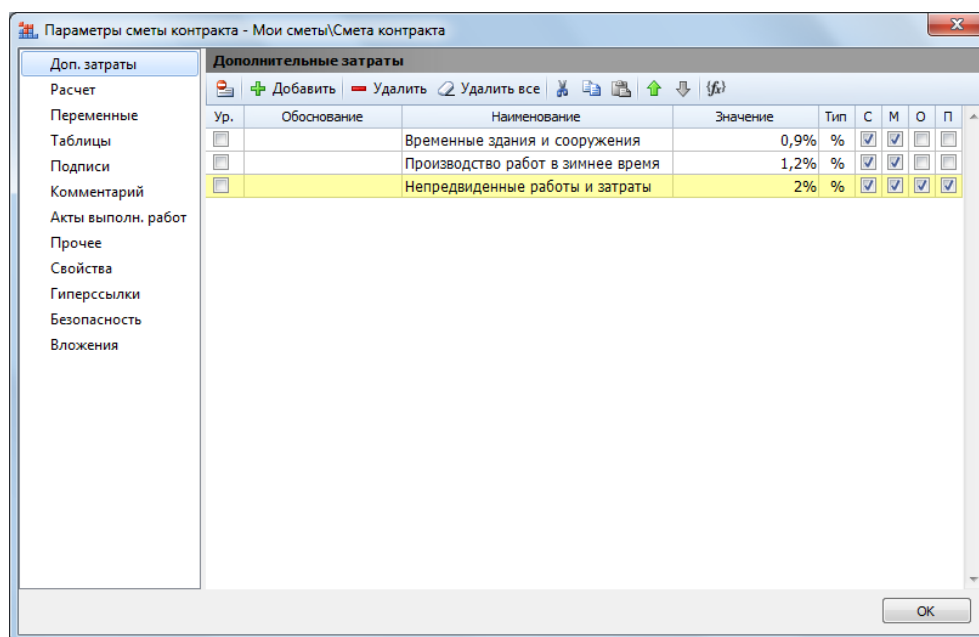 Параметры сметы контракта - Мои сметы\Смета контракта
Доп. затраты
Расчет
Переменные
Таблицы
Подписи
Комментарий
Акты выполн. работ
Прочее
Свойства
Гиперссылки
Безопасность
Вложения
Дополнительные затраты
Добавить Удалить Удалить все {fx}
Ур. Обоснование Наименование Значение Тип С М О П
Временные здания и сооружения 0,9% %
Производство работ в зимнее время 1,2% %
Непредвиденные работы и затраты 2% %
OK